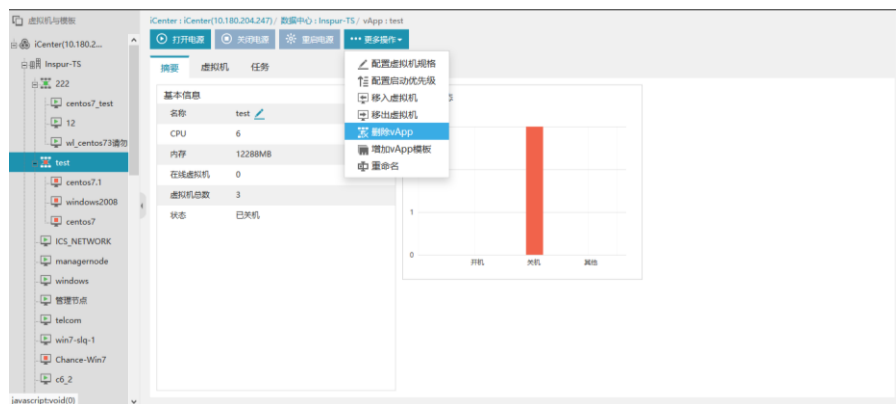 虚拟机与模板
iCenter(10.180.2...
Inspur-TS
222
centos7_test
12
wl_centos73请勿
test
centos7.1
windows2008
centos7
ICS_NETWORK
managernode
windows
管理节点
telcom
win7-slq-1
Chance-Win7
c6_2
javascript:void(0)
iCenter : iCenter(10.180.204.247) / 数据中心 : Inspur-TS / vApp : test
打开电源 关闭电源 重启电源 ••• 更多操作
摘要 虚拟机 任务
配置虚拟机规格
配置启动优先级
移入虚拟机
移出虚拟机
删除vApp
增加vApp模板
重命名
基本信息
名称 test
CPU 6
内存 12288MB
在线虚拟机 0
虚拟机总数 3
状态 已关机
态
1
0
开机 关机 其他